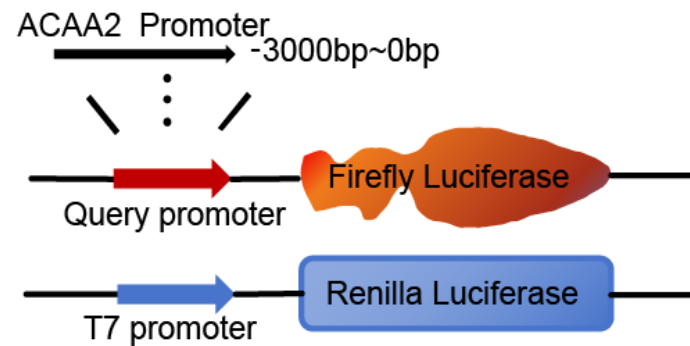 ACAA2 Promoter
-3000bp~0bp
Firefly Luciferase
Query promoter
Renilla Luciferase
T7 promoter